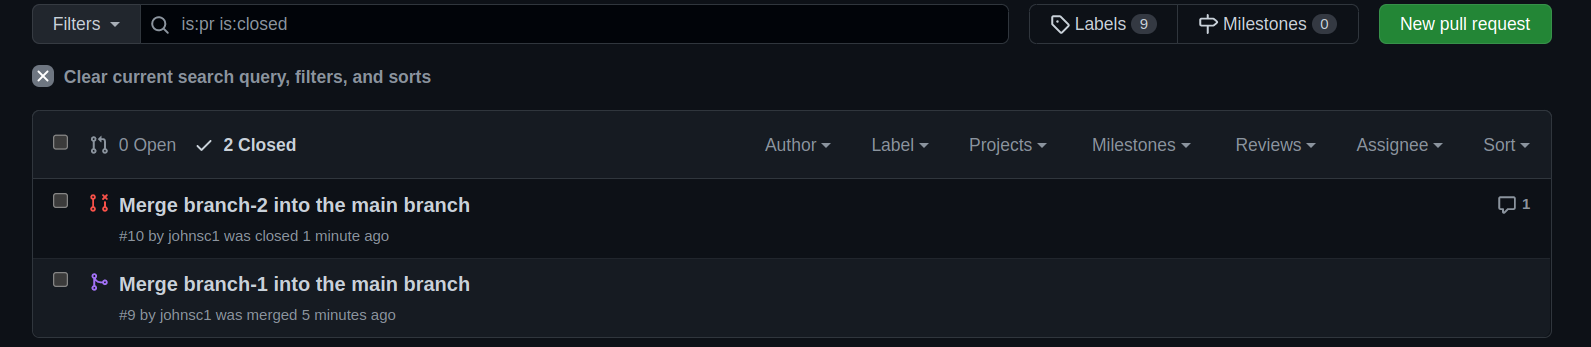 Filters is:pr is:closed Labels 9 Milestones 0 New pull request
Clear current search query, filters, and sorts
0 Open 2 Closed Author Label Projects Milestones Reviews Assignee Sort
Merge branch-2 into the main branch 1
#10 by johnsc1 was closed 1 minute ago
Merge branch-1 into the main branch
#9 by johnsc1 was merged 5 minutes ago